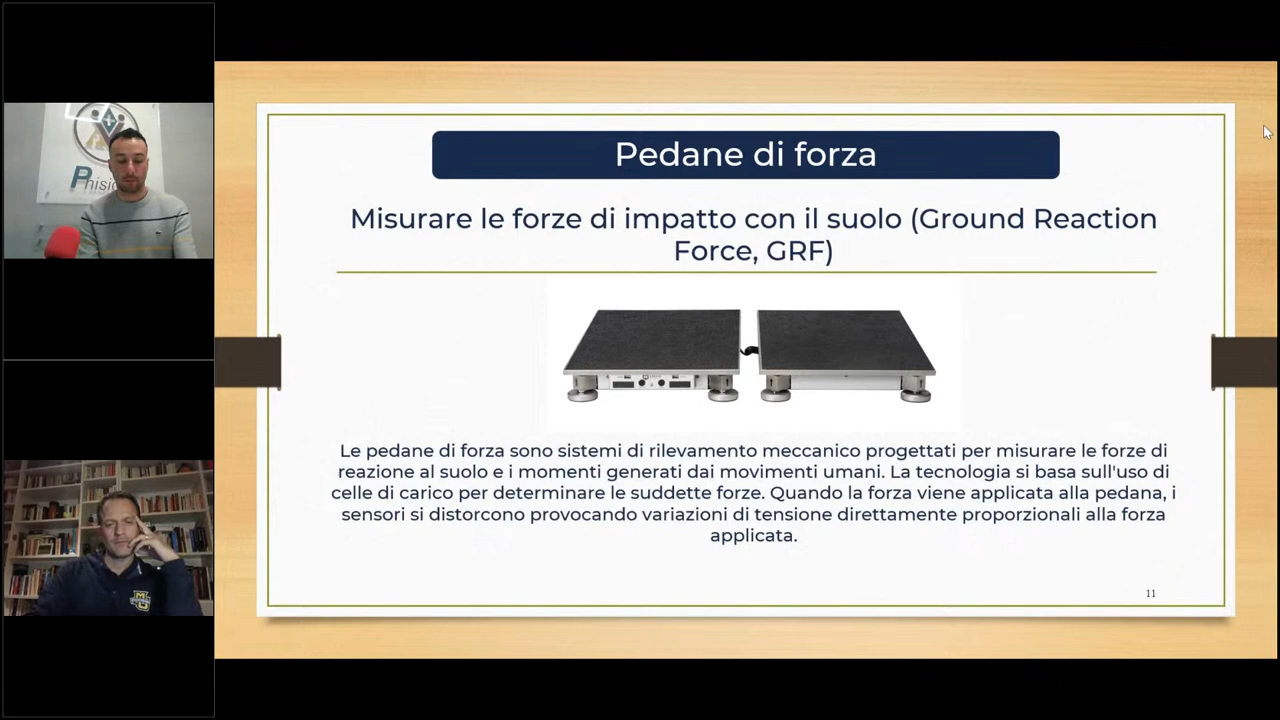 Phisio
Pedane di forza
Misurare le forze di impatto con il suolo (Ground Reaction
Force, GRF)
Le pedane di forza sono sistemi di rilevamento meccanico progettati per misurare le forze di
reazione al suolo e i momenti generati dai movimenti umani. La tecnologia si basa sull'uso di
celle di carico per determinare le suddette forze. Quando la forza viene applicata alla pedana, i
sensori si distorcono provocando variazioni di tensione direttamente proporzionali alla forza
applicata.
11